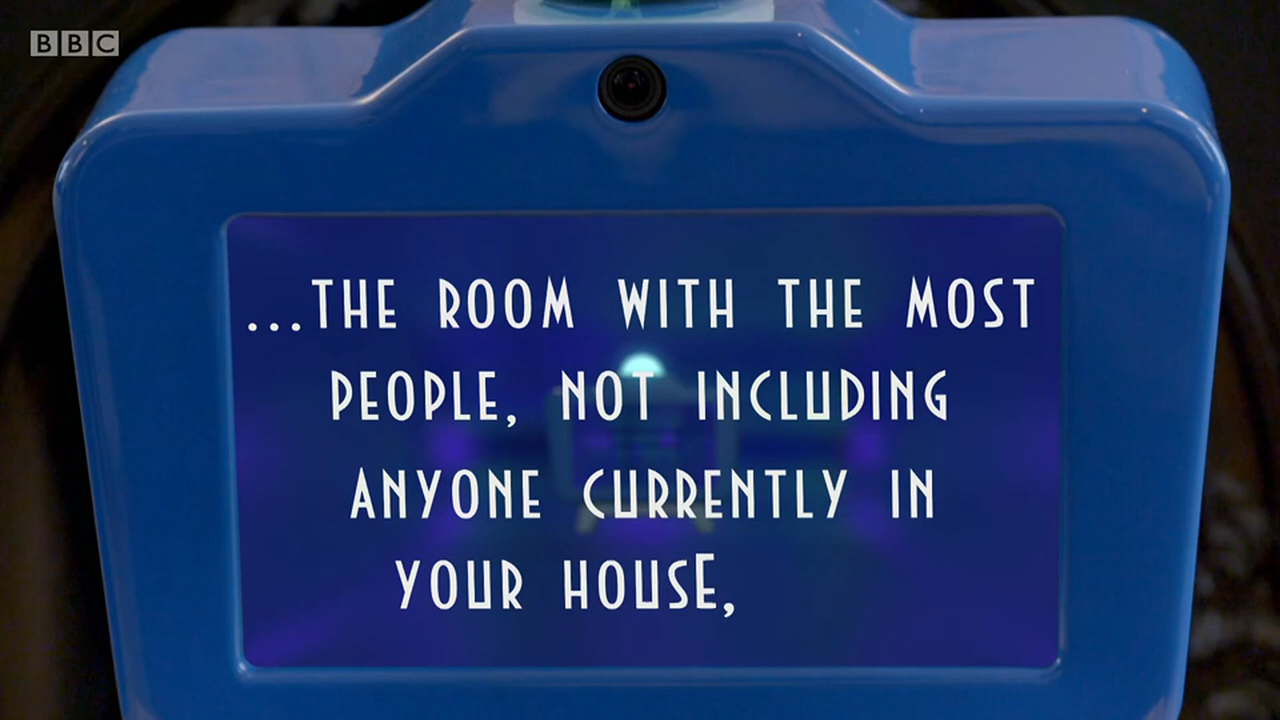 BBC
...THE ROOM WITH THE MOST
PEOPLE, NOT INCLUDING
ANYONE CURRENTLY IN
YOUR HOUSE,